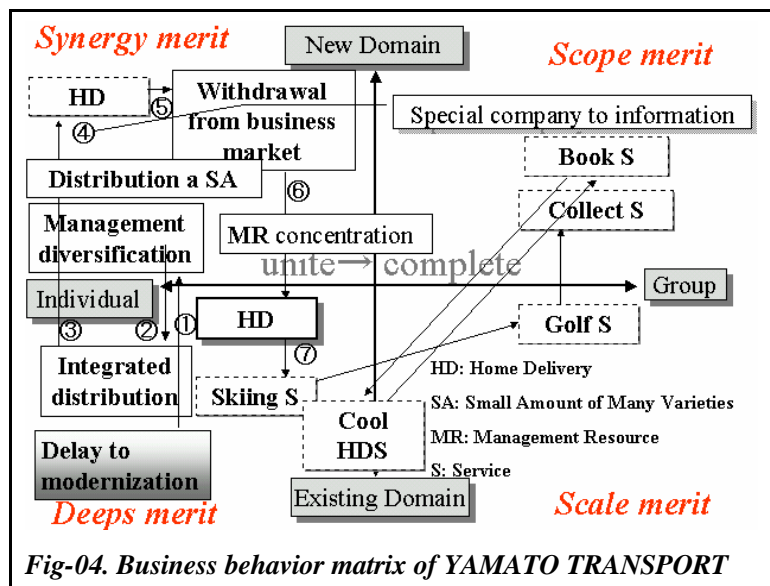 Synergy merit
New Domain
Scope merit
HD
⑤
④
Withdrawal
from business
market
Special company to information
Book S
Distribution a SA
⑥
Collect S
Management
diversification
MR concentration
unite→ complete
Individual
Group
③
②
①
HD
Golf S
⑦
Integrated
distribution
Skiing S
Cool
HDS
HD: Home Delivery
SA: Small Amount of Many Varieties
MR: Management Resource
S: Service
Delay to
modernization
Existing Domain
Deeps merit
Scale merit
Fig-04. Business behavior matrix of YAMATO TRANSPORT